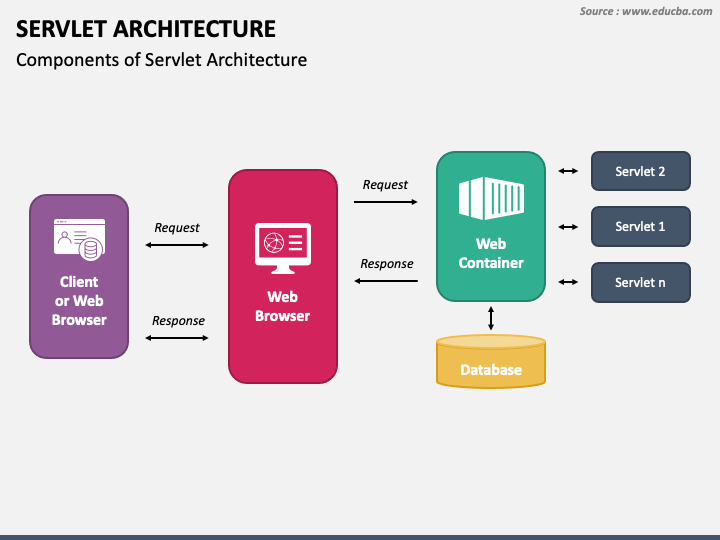 Source : www.educba.com
SERVLET ARCHITECTURE
Components of Servlet Architecture
Client
or Web
Browser
Request
Response
Web
Browser
Request
Response
Web
Container
Database
Servlet 2
Servlet 1
Servlet n